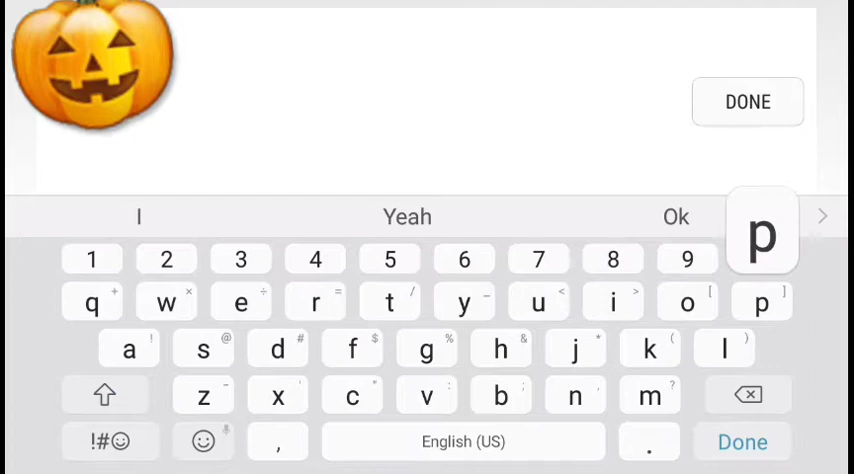 DONE
I Yeah Ok
p
1 2 3 4 5 6 7 8 9
q + w × e ÷ r = t / y _ u < i > o [ p ]
a ! s @ d # f $ g % h & j * k ( l )
z - x ' c " v : b ; n , m ?
!#☺ , English (US) . Done